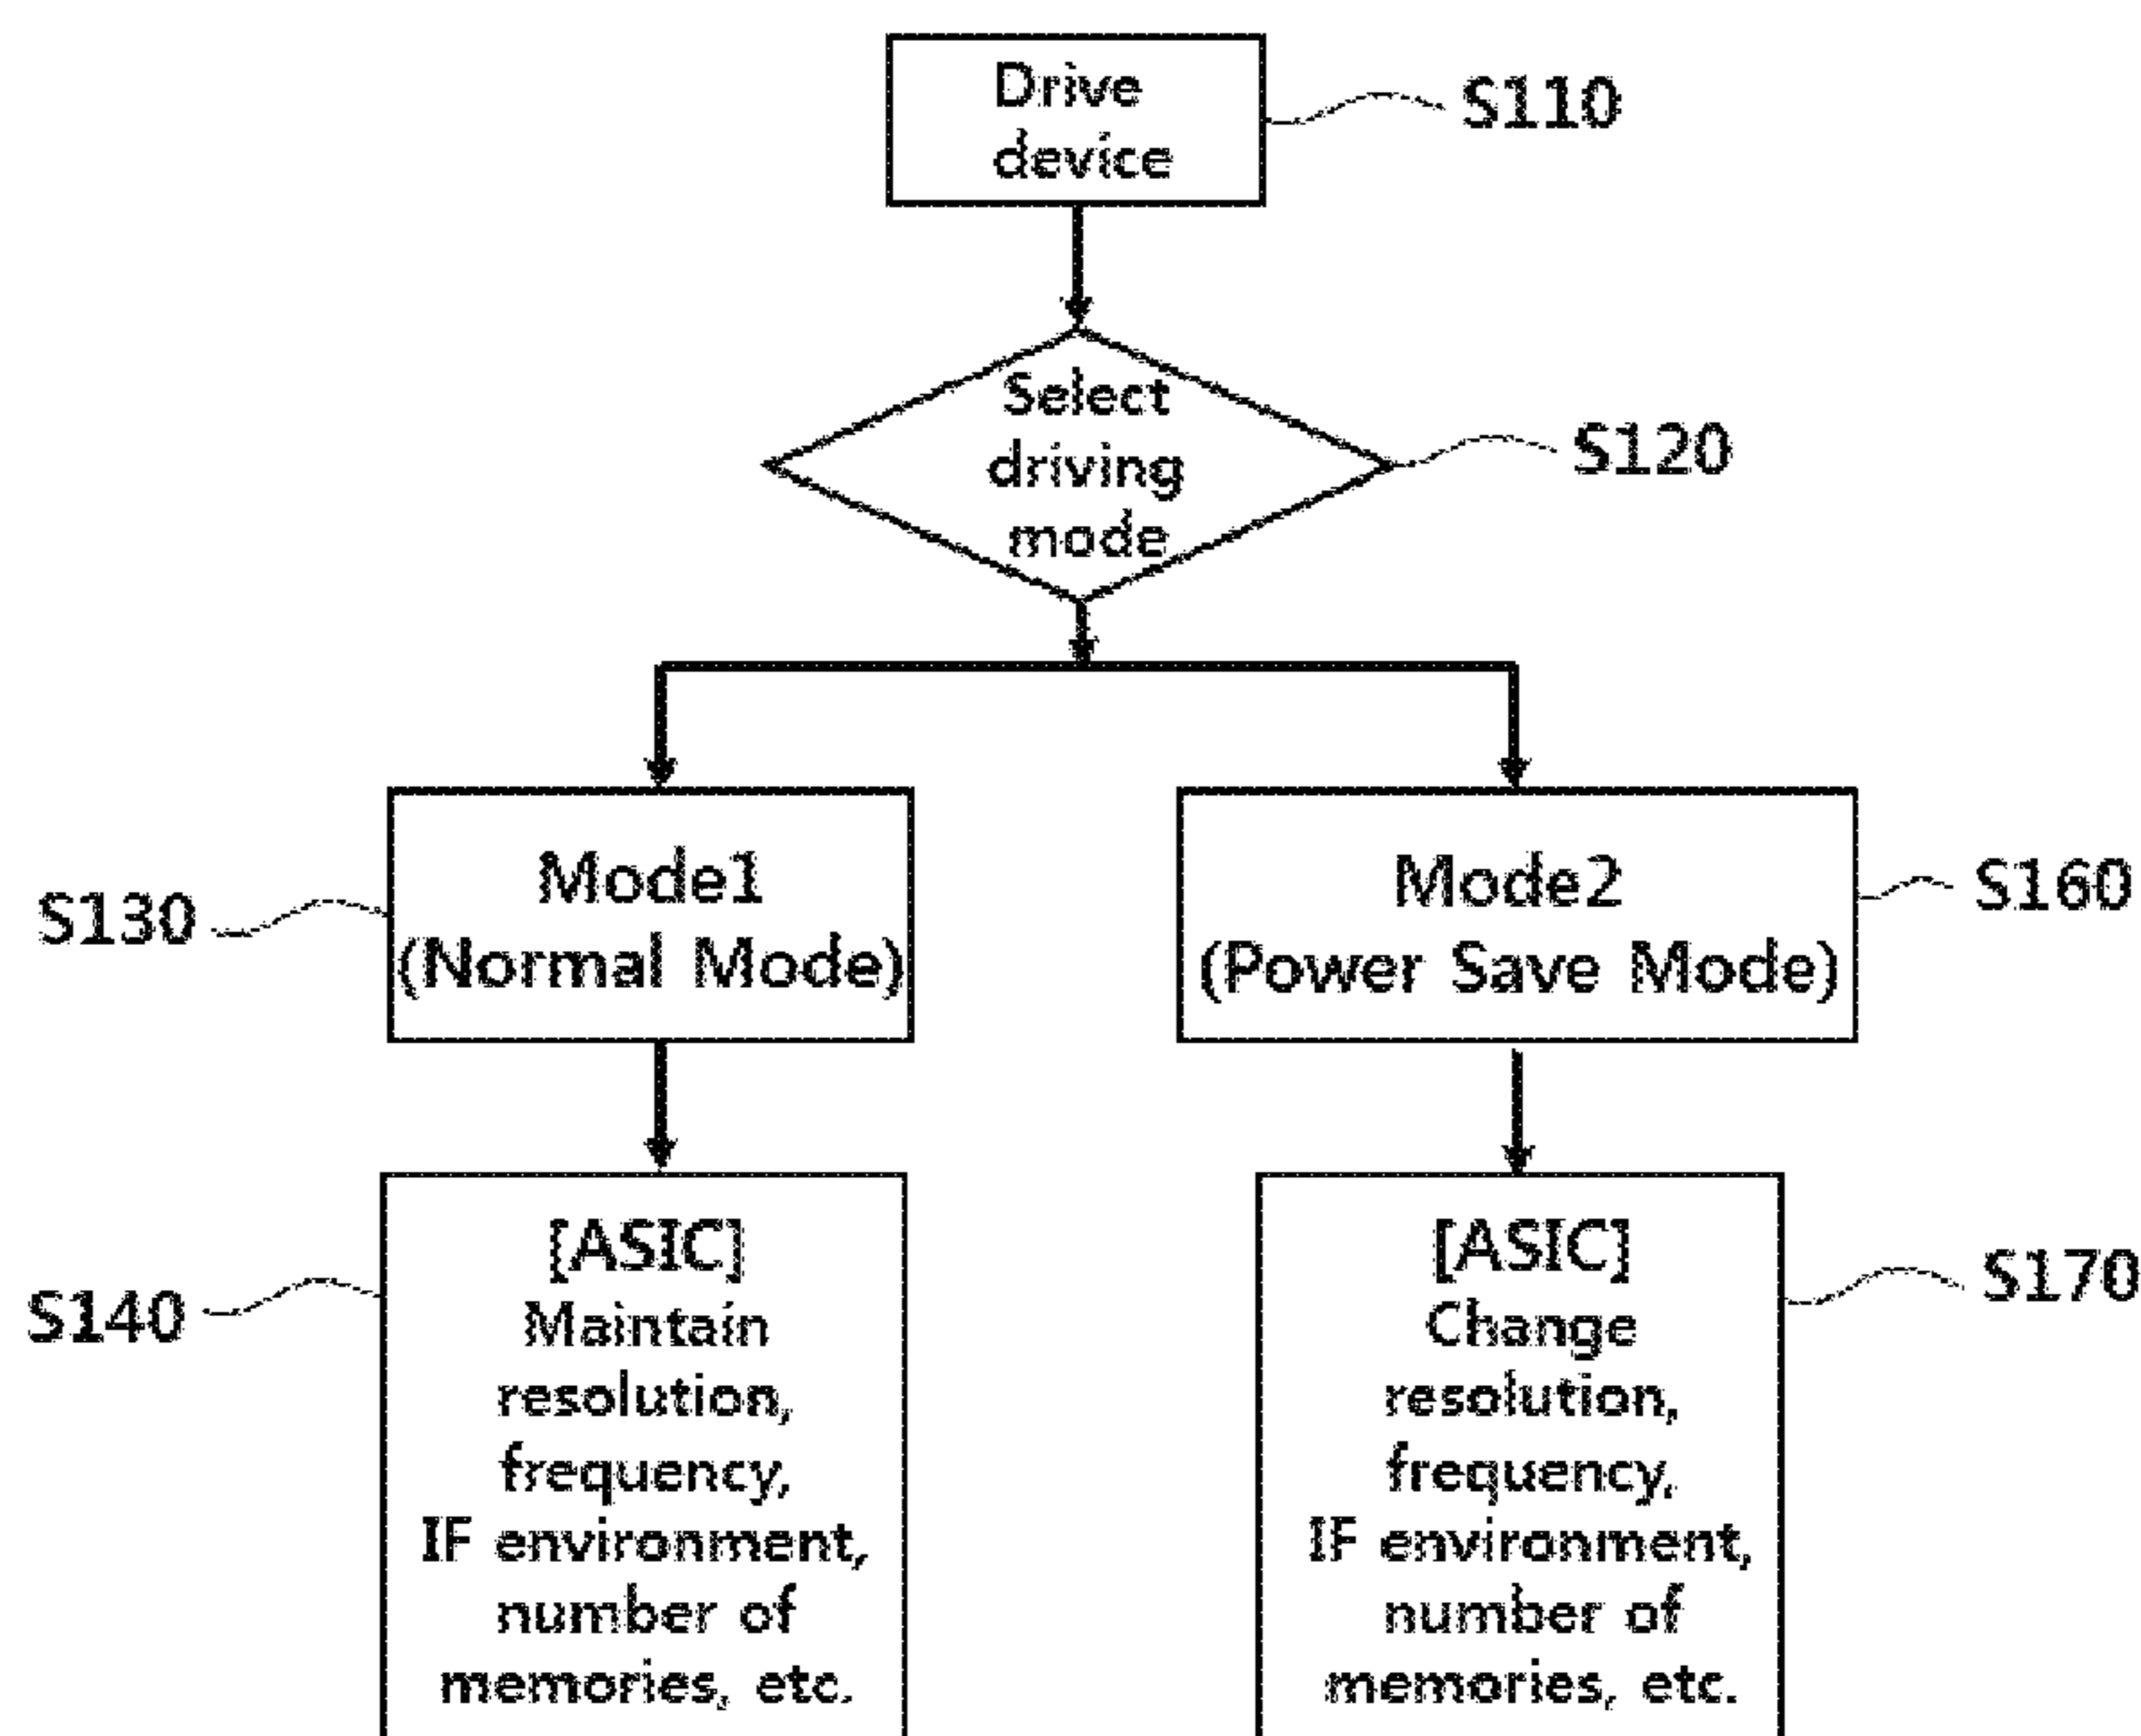 Drive
device
S110
Select
driving
mode
S120
Mode1
(Normal Mode)
S130
Mode2
(Power Save Mode)
S160
[ASIC]
Maintain
resolution,
frequency,
IF environment,
number of
memories, etc.
S140
[ASIC]
Change
resolution,
frequency,
IF environment,
number of
memories, etc.
S170